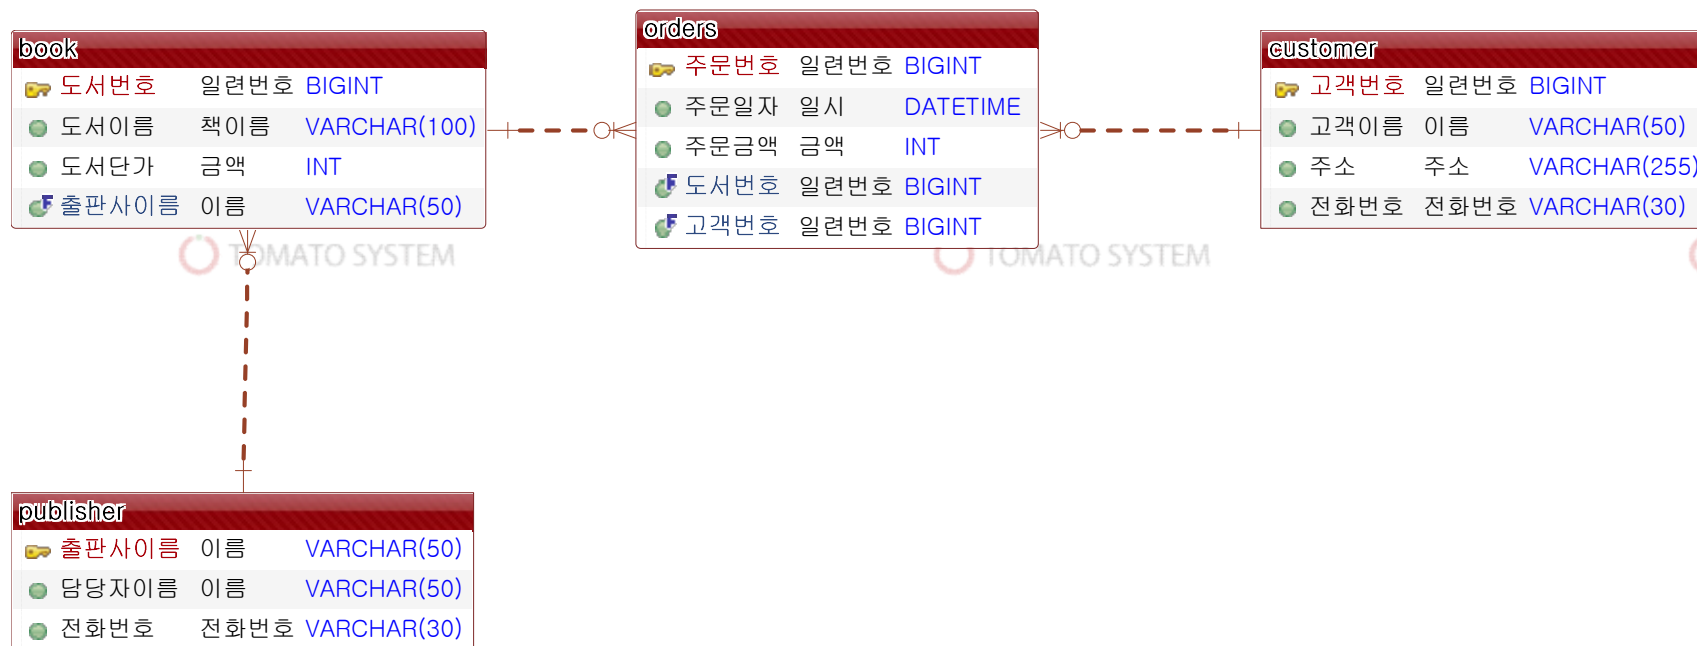 book
도서번호 일련번호 BIGINT
도서이름 책이름 VARCHAR(100)
도서단가 금액 INT
출판사이름 이름 VARCHAR(50)
orders
주문번호 일련번호 BIGINT
주문일자 일시 DATETIME
주문금액 금액 INT
도서번호 일련번호 BIGINT
고객번호 일련번호 BIGINT
customer
고객번호 일련번호 BIGINT
고객이름 이름 VARCHAR(50)
주소 주소 VARCHAR(255)
전화번호 전화번호 VARCHAR(30)
TOMATO SYSTEM
TOMATO SYSTEM
publisher
출판사이름 이름 VARCHAR(50)
담당자이름 이름 VARCHAR(50)
전화번호 전화번호 VARCHAR(30)